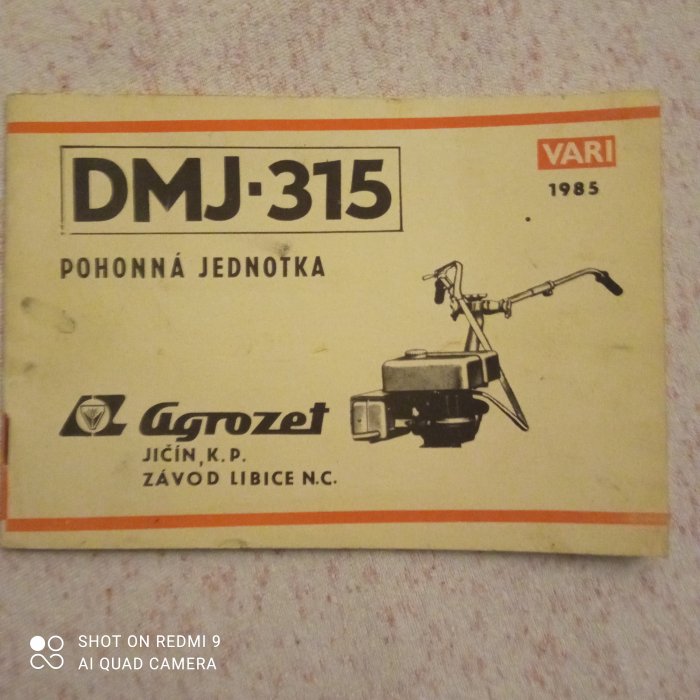 DMJ-315
VARI
1985
POHONNÁ JEDNOTKA
agrozet
JIČÍN, K.P.
ZÁVOD LIBICE N.C.
SHOT ON REDMI 9
AI QUAD CAMERA